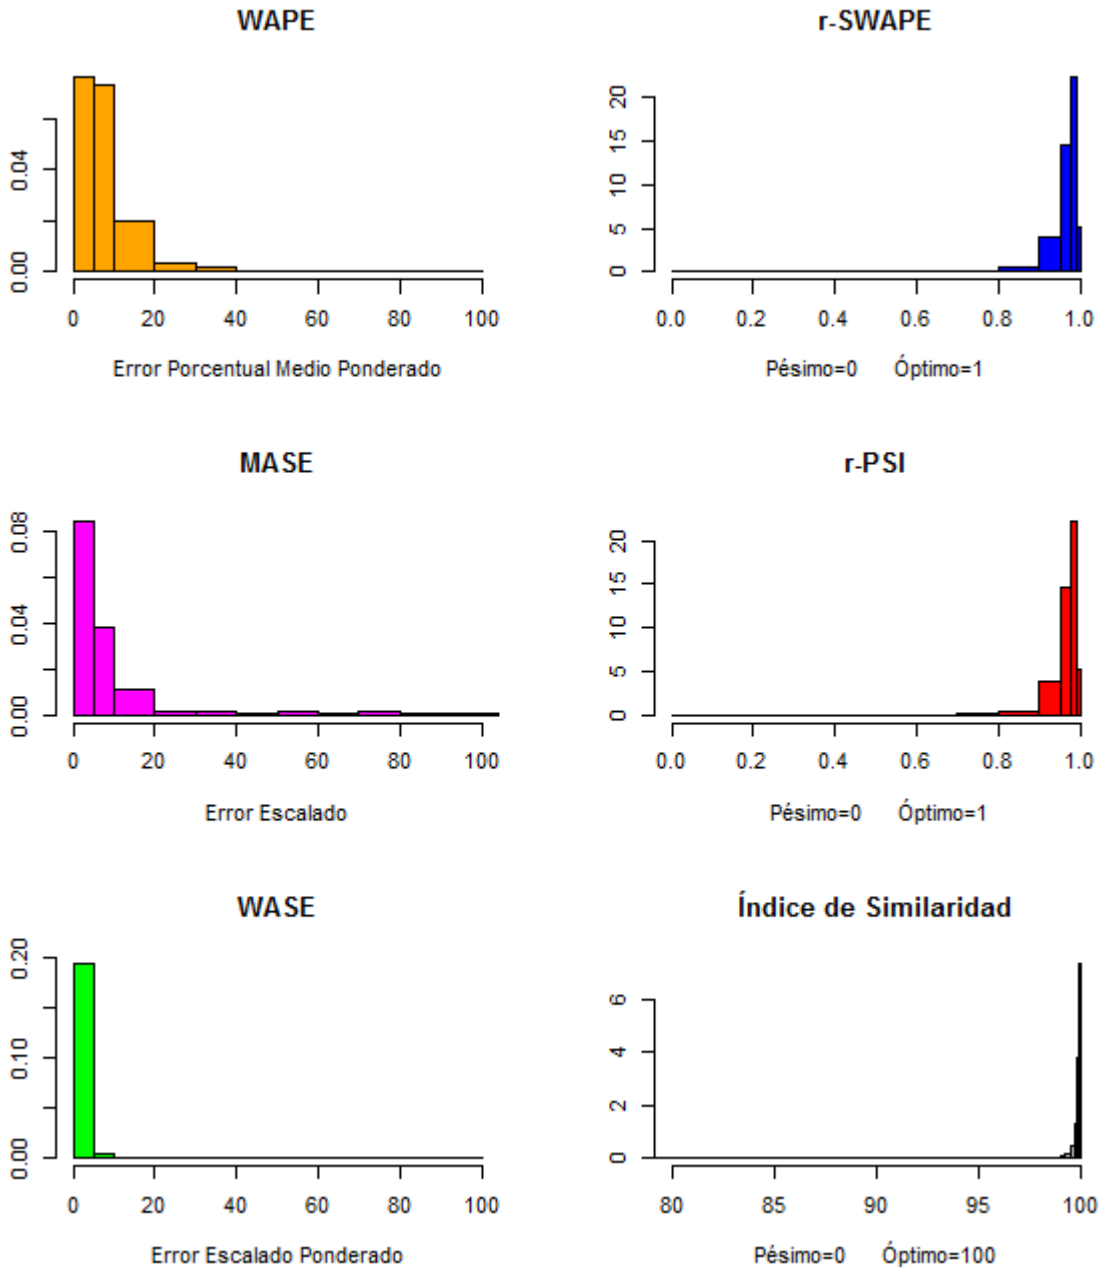 WAPE
0.04
0.00
0 20 40 60 80 100
Error Porcentual Medio Ponderado
r-SWAPE
20
15
10
5
0
0.0 0.2 0.4 0.6 0.8 1.0
Pésimo=0 Óptimo=1
MASE
0.08
0.04
0.00
0 20 40 60 80 100
Error Escalado
r-PSI
20
15
10
5
0
0.0 0.2 0.4 0.6 0.8 1.0
Pésimo=0 Óptimo=1
WASE
0.20
0.10
0.00
0 20 40 60 80 100
Error Escalado Ponderado
Índice de Similaridad
6
4
2
0
80 85 90 95 100
Pésimo=0 Óptimo=100